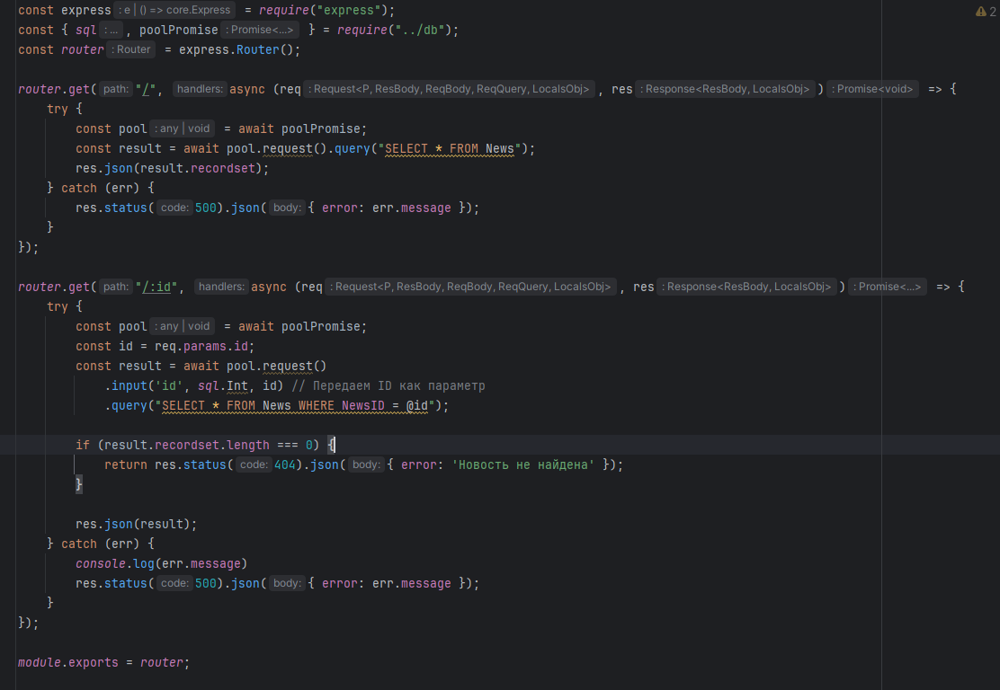 const express : e | () => core.Express = require("express");
const { sql : ... , poolPromise : Promise<...> } = require("../db");
const router : Router = express.Router();
router.get( path: "/", handlers: async (req : Request<P, ResBody, ReqBody, ReqQuery, LocalsObj> , res : Response<ResBody, LocalsObj> ) : Promise<void> => {
try {
const pool : any | void = await poolPromise;
const result = await pool.request().query("SELECT * FROM News");
res.json(result.recordset);
} catch (err) {
res.status( code: 500).json( body: { error: err.message });
}
});
router.get( path: "/:id", handlers: async (req : Request<P, ResBody, ReqBody, ReqQuery, LocalsObj> , res : Response<ResBody, LocalsObj> ) : Promise<...> => {
try {
const pool : any | void = await poolPromise;
const id = req.params.id;
const result = await pool.request()
.input('id', sql.Int, id) // Передаем ID как параметр
.query("SELECT * FROM News WHERE NewsID = @id");
if (result.recordset.length === 0) {
return res.status( code: 404).json( body: { error: 'Новость не найдена' });
}
res.json(result);
} catch (err) {
console.log(err.message)
res.status( code: 500).json( body: { error: err.message });
}
});
module.exports = router;
2